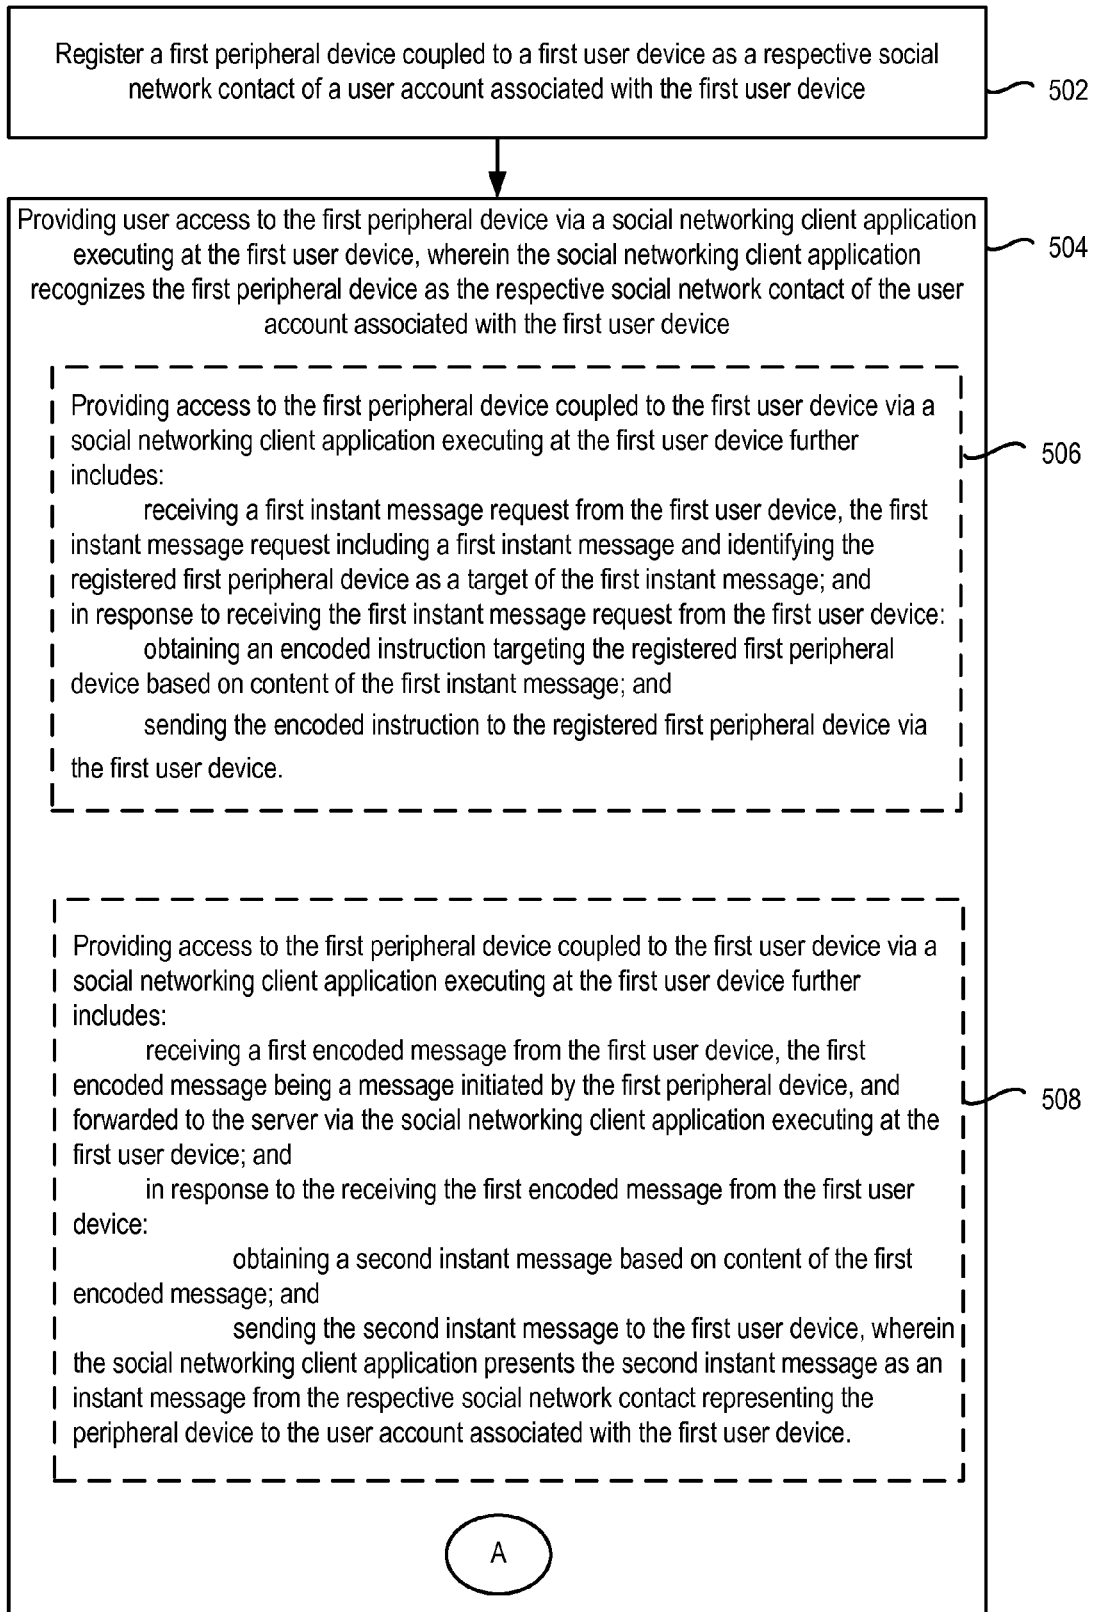 Register a first peripheral device coupled to a first user device as a respective social
network contact of a user account associated with the first user device
502
Providing user access to the first peripheral device via a social networking client application
executing at the first user device, wherein the social networking client application
recognizes the first peripheral device as the respective social network contact of the user
account associated with the first user device
504
Providing access to the first peripheral device coupled to the first user device via a
social networking client application executing at the first user device further
includes:
receiving a first instant message request from the first user device, the first
instant message request including a first instant message and identifying the
registered first peripheral device as a target of the first instant message; and
in response to receiving the first instant message request from the first user device:
obtaining an encoded instruction targeting the registered first peripheral
device based on content of the first instant message; and
sending the encoded instruction to the registered first peripheral device via
the first user device.
506
Providing access to the first peripheral device coupled to the first user device via a
social networking client application executing at the first user device further
includes:
receiving a first encoded message from the first user device, the first
encoded message being a message initiated by the first peripheral device, and
forwarded to the server via the social networking client application executing at the
first user device; and
in response to the receiving the first encoded message from the first user
device:
obtaining a second instant message based on content of the first
encoded message; and
sending the second instant message to the first user device, wherein
the social networking client application presents the second instant message as an
instant message from the respective social network contact representing the
peripheral device to the user account associated with the first user device.
508
A